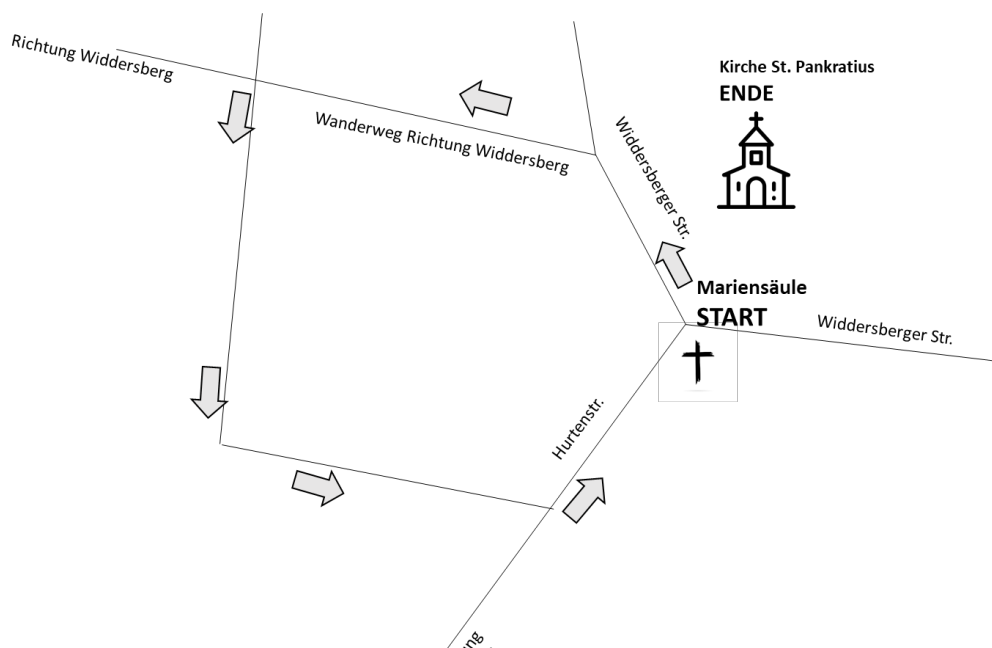 Richtung Widdersberg
Kirche St. Pankratius
ENDE
Wanderweg Richtung Widdersberg
Widdersberger Str.
Mariensäule
START
Widdersberger Str.
Hurtenstr.